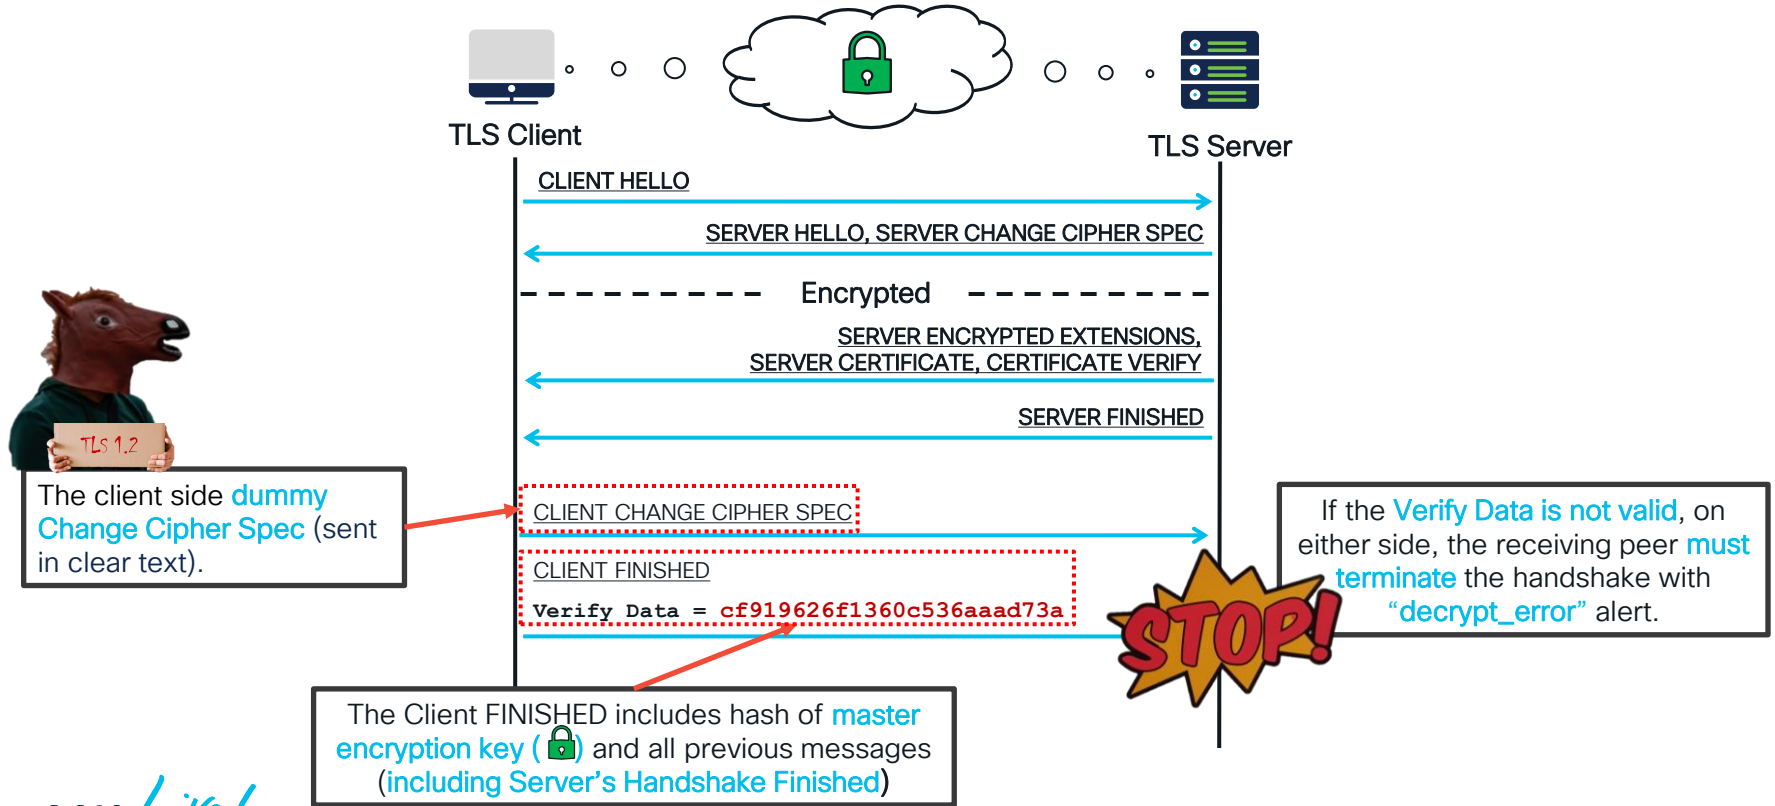 TLS Client
TLS Server
CLIENT HELLO
SERVER HELLO, SERVER CHANGE CIPHER SPEC
Encrypted
SERVER ENCRYPTED EXTENSIONS,
SERVER CERTIFICATE, CERTIFICATE VERIFY
SERVER FINISHED
TLS 1.2
The client side dummy
Change Cipher Spec (sent
in clear text).
CLIENT CHANGE CIPHER SPEC
CLIENT FINISHED
Verify Data = cf919626f1360c536aaad73a
STOP!
If the Verify Data is not valid, on
either side, the receiving peer must
terminate the handshake with
“decrypt_error” alert.
The Client FINISHED includes hash of master
encryption key ( ) and all previous messages
(including Server’s Handshake Finished)